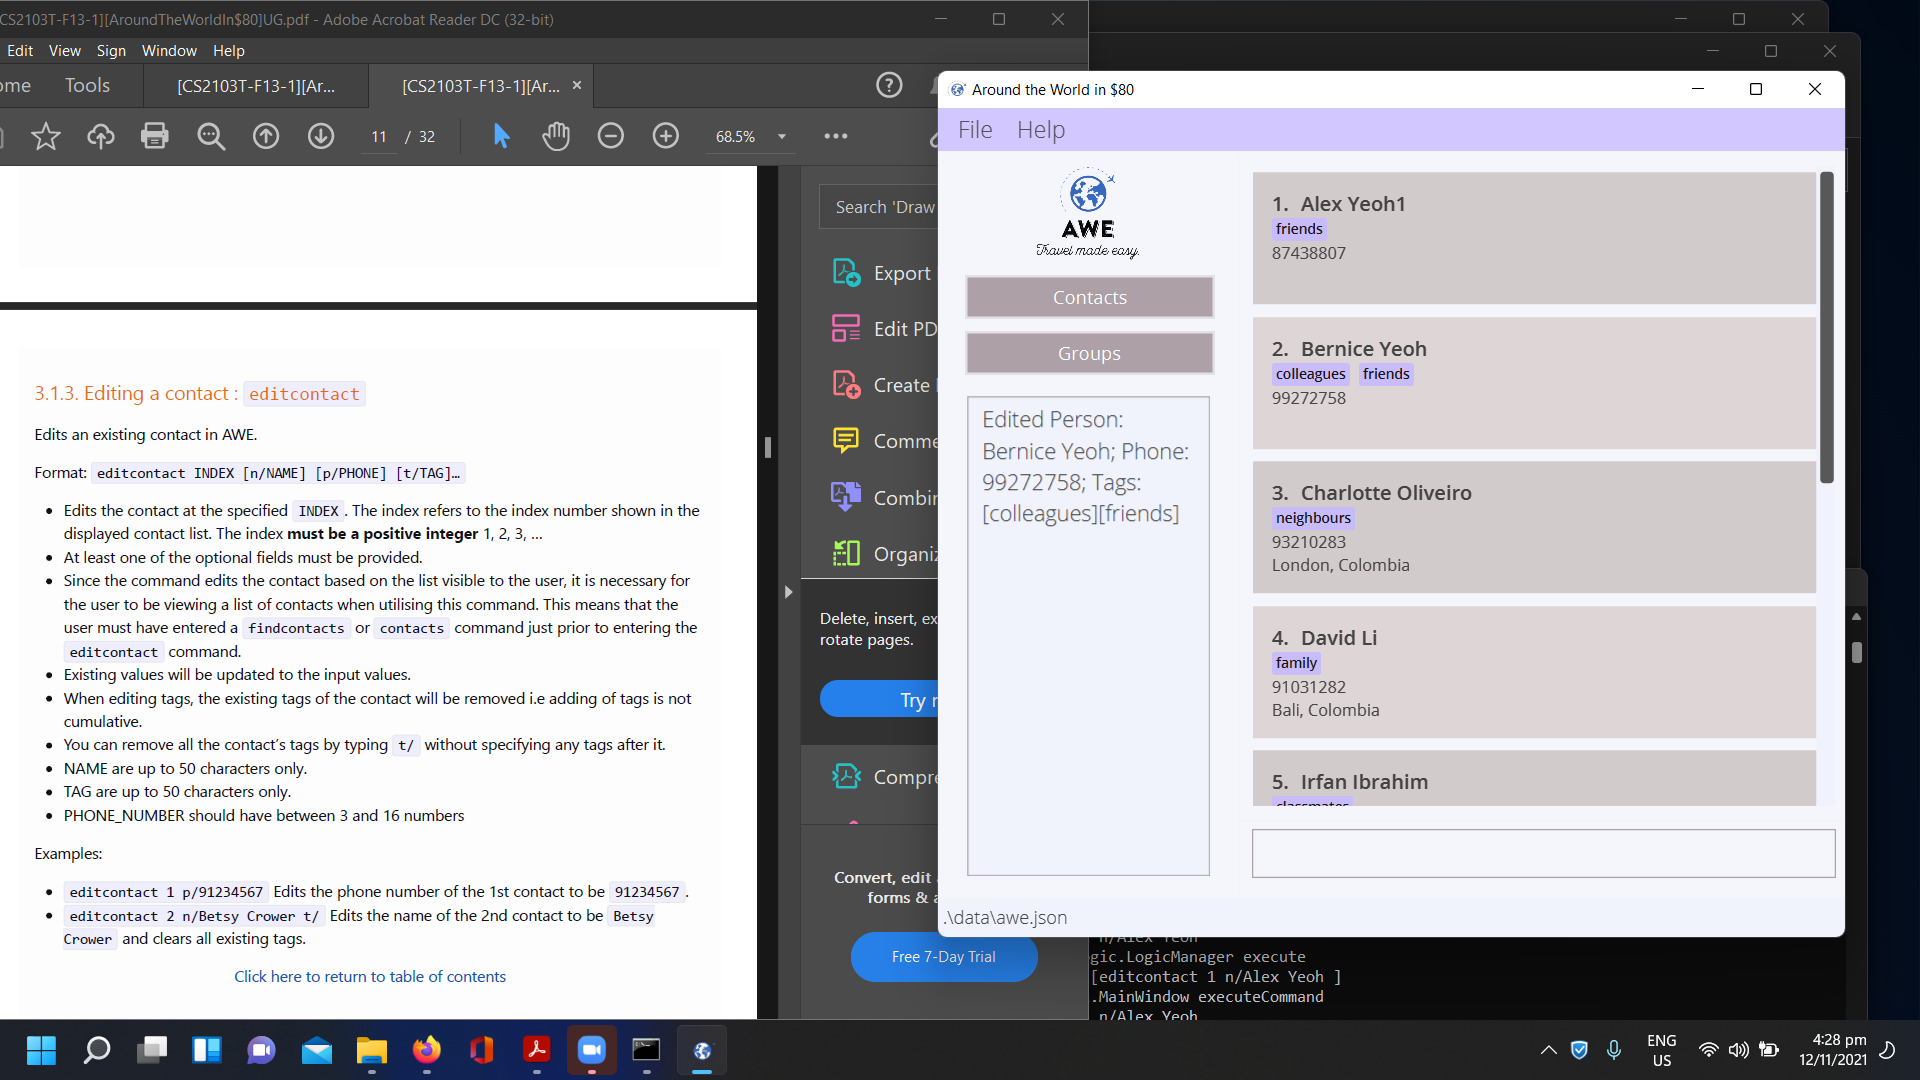 CS2103T-F13-1][AroundTheWorldIn$80]UG.pdf - Adobe Acrobat Reader DC (32-bit)
Edit View Sign Window Help
Tools
[CS2103T-F13-1][Ar...
[CS2103T-F13-1][Ar...
11 / 32
68.5%
3.1.3. Editing a contact : editcontact
Edits an existing contact in AWE.
Format: editcontact INDEX [n/NAME] [p/PHONE] [t/TAG]…
• Edits the contact at the specified INDEX. The index refers to the index number shown in the
displayed contact list. The index must be a positive integer 1, 2, 3, …
• At least one of the optional fields must be provided.
• Since the command edits the contact based on the list visible to the user, it is necessary for
the user to be viewing a list of contacts when utilising this command. This means that the
user must have entered a findcontacts or contacts command just prior to entering the
editcontact command.
• Existing values will be updated to the input values.
• When editing tags, the existing tags of the contact will be removed i.e adding of tags is not
cumulative.
• You can remove all the contact's tags by typing t/ without specifying any tags after it.
• NAME are up to 50 characters only.
• TAG are up to 50 characters only.
• PHONE_NUMBER should have between 3 and 16 numbers
Examples:
• editcontact 1 p/91234567 Edits the phone number of the 1st contact to be 91234567.
• editcontact 2 n/Betsy Crower t/ Edits the name of the 2nd contact to be Betsy
Crower and clears all existing tags.
Click here to return to table of contents
Search 'Draw
Export
Edit PD
Create
Comme
Combin
Organiz
Delete, insert, ex
rotate pages.
Try
Compre
Convert, edit
forms &
Free 7-Day Trial
Around the World in $80
File Help
AWE
Travel made easy.
Contacts
Groups
Edited Person:
Bernice Yeoh; Phone:
99272758; Tags:
[colleagues][friends]
1. Alex Yeoh1
friends
87438807
2. Bernice Yeoh
colleagues friends
99272758
3. Charlotte Oliveiro
neighbours
93210283
London, Colombia
4. David Li
family
91031282
Bali, Colombia
5. Irfan Ibrahim
classmates
.\data\awe.json
n/Alex Yeoh
gic.LogicManager execute
[editcontact 1 n/Alex Yeoh ]
.MainWindow executeCommand
n/Alex Yeoh
ENG
US
4:28 pm
12/11/2021